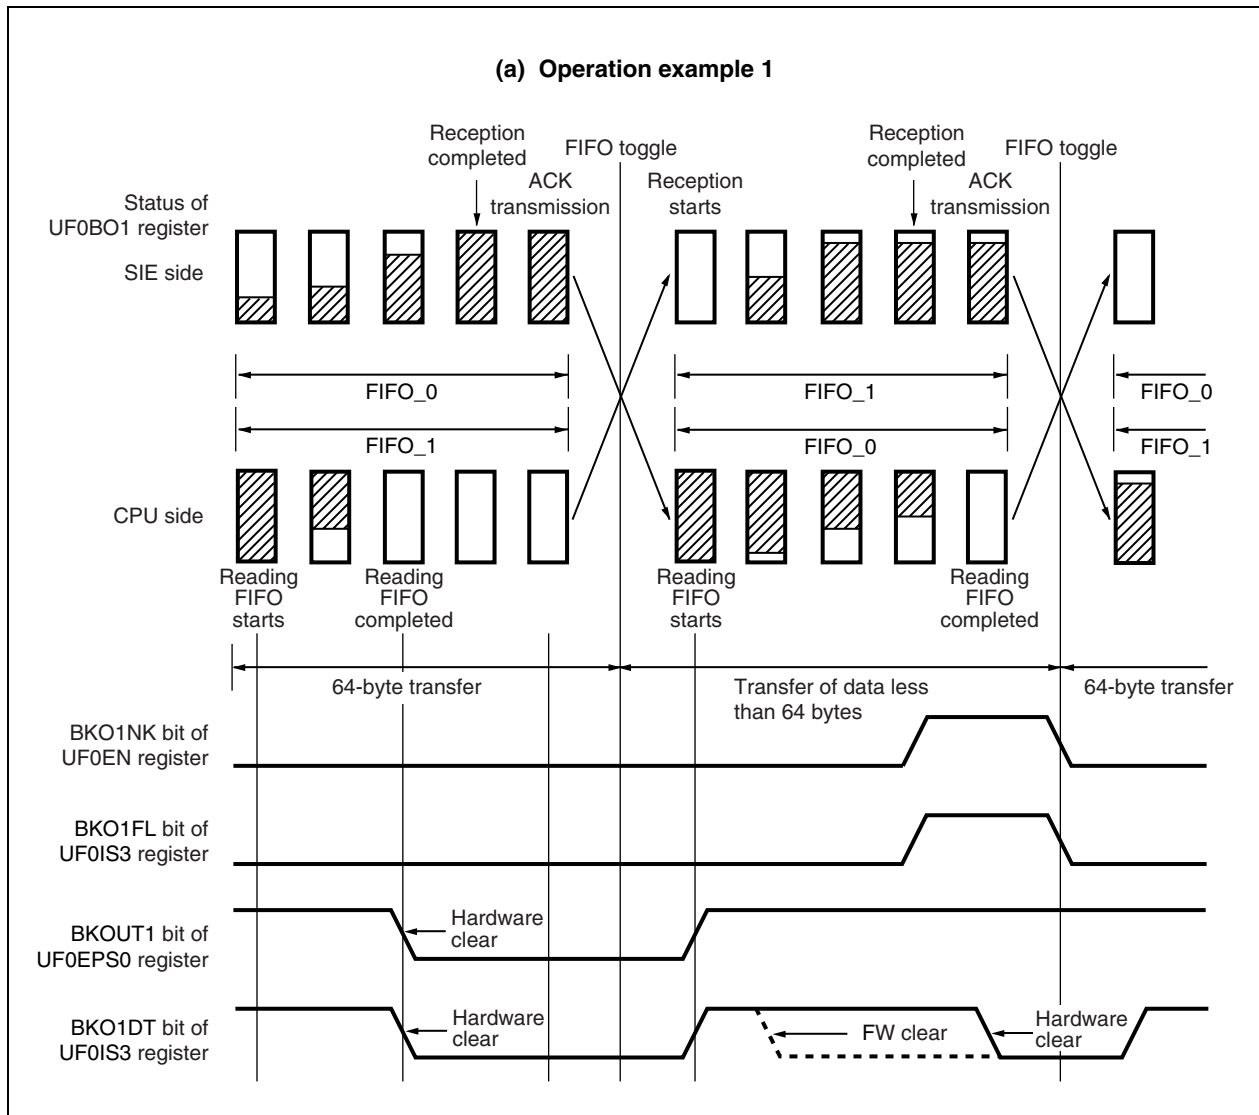 (a) Operation example 1
Reception
completed
FIFO toggle
Reception
completed
FIFO toggle
Status of
UF0BO1 register
ACK
transmission
Reception
starts
ACK
transmission
SIE side
FIFO_0
FIFO_1
FIFO_0
FIFO_1
FIFO_0
FIFO_1
CPU side
Reading
FIFO
starts
Reading
FIFO
completed
Reading
FIFO
starts
Reading
FIFO
completed
64-byte transfer
Transfer of data less
than 64 bytes
64-byte transfer
BKO1NK bit of
UF0EN register
BKO1FL bit of
UF0IS3 register
BKOUT1 bit of
UF0EPS0 register
Hardware
clear
BKO1DT bit of
UF0IS3 register
Hardware
clear
FW clear
Hardware
clear